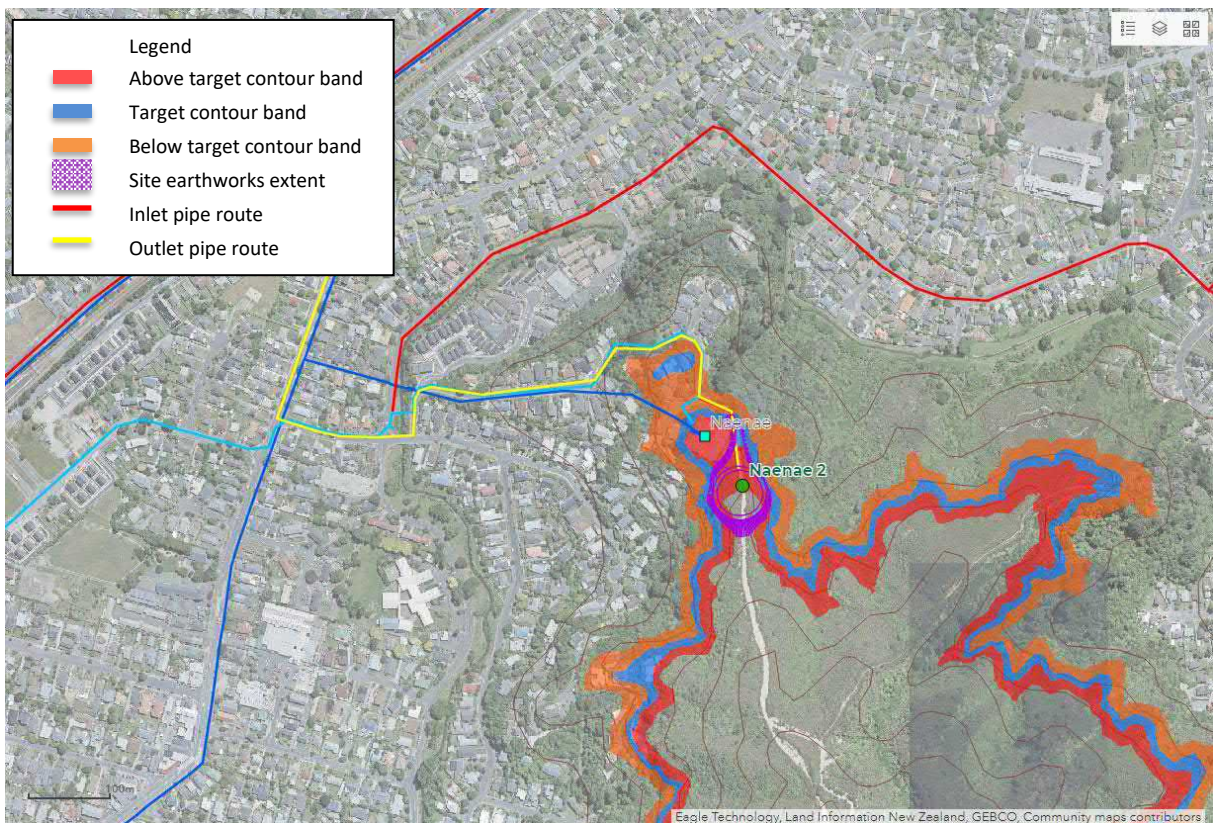 Legend
Above target contour band
Target contour band
Below target contour band
Site earthworks extent
Inlet pipe route
Outlet pipe route
Naenae
Naenae 2
00m
Eagle Technology, Land Information New Zealand, GEBCO, Community maps contributors